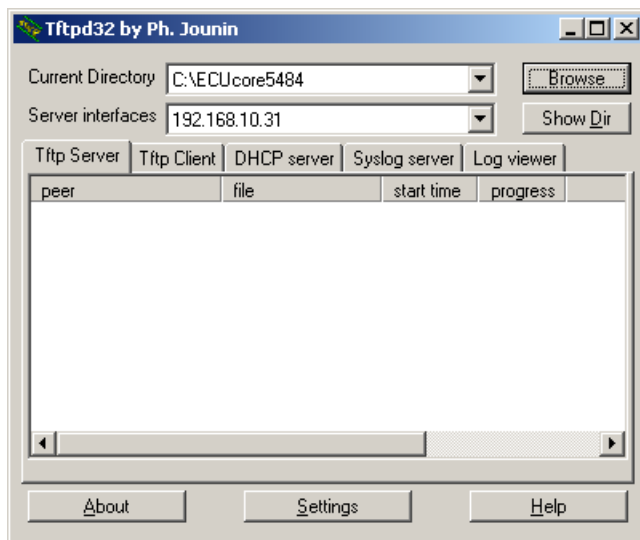 Tftpd32 by Ph. Jounin
Current Directory C:\ECUcore5484 Browse
Server interfaces 192.168.10.31 Show Dir
Tftp Server Tftp Client DHCP server Syslog server Log viewer
peer file start time progress
About Settings Help